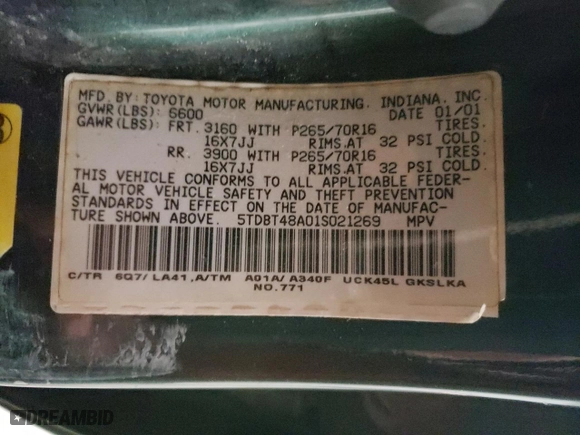 MFD. BY: TOYOTA MOTOR MANUFACTURING. INDIANA, INC.
GVWR(LBS): 6600 DATE 01/01
GAWR(LBS): FRT. 3160 WITH P265/70R16 TIRES.
16X7JJ RIMS.AT 32 PSI COLD.
RR. 3900 WITH P265/70R16 TIRES.
16X7JJ RIMS.AT 32 PSI COLD.
THIS VEHICLE CONFORMS TO ALL APPLICABLE FEDER-
AL MOTOR VEHICLE SAFETY AND THEFT PREVENTION
STANDARDS IN EFFECT ON THE DATE OF MANUFAC-
TURE SHOWN ABOVE. 5TDBT48A01S021269 MPV
C/TR 6Q7/ LA41,A/TM A01A/ A340F UCK45L GKSLKA
NO.771
DREAMBID